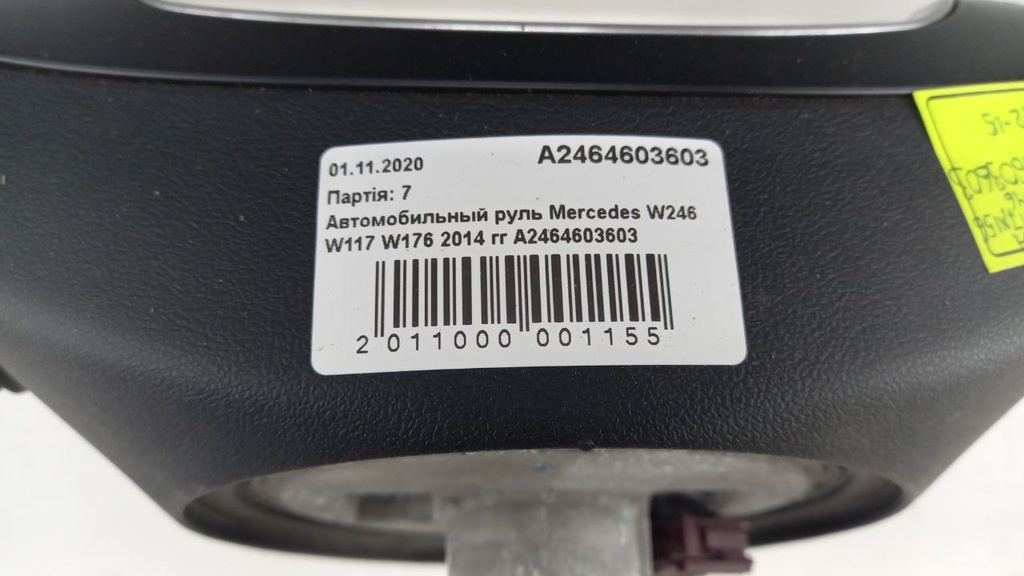 01.11.2020 A2464603603
Партія: 7
Автомобильный руль Mercedes W246
W117 W176 2014 гг A2464603603
2 011000 001155